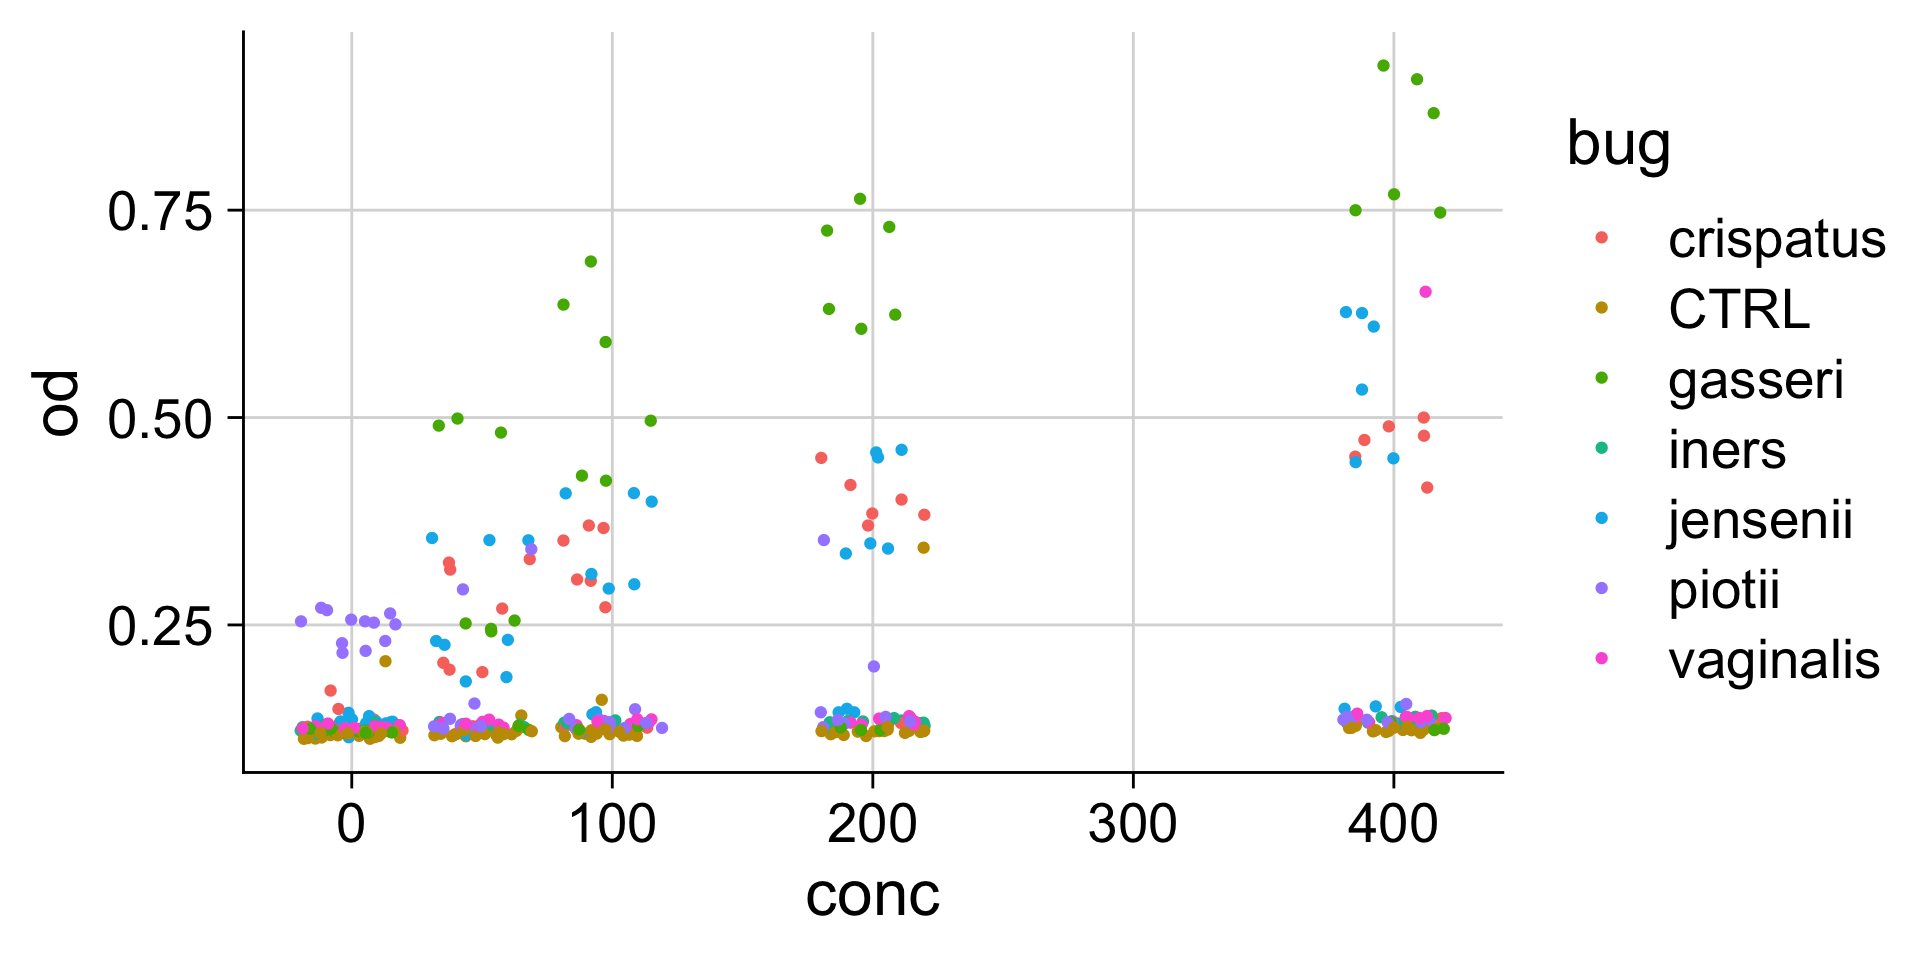 0.75
0.50
0.25
od
0 100 200 300 400
conc
bug
crispatus
CTRL
gasseri
iners
jensenii
piotii
vaginalis